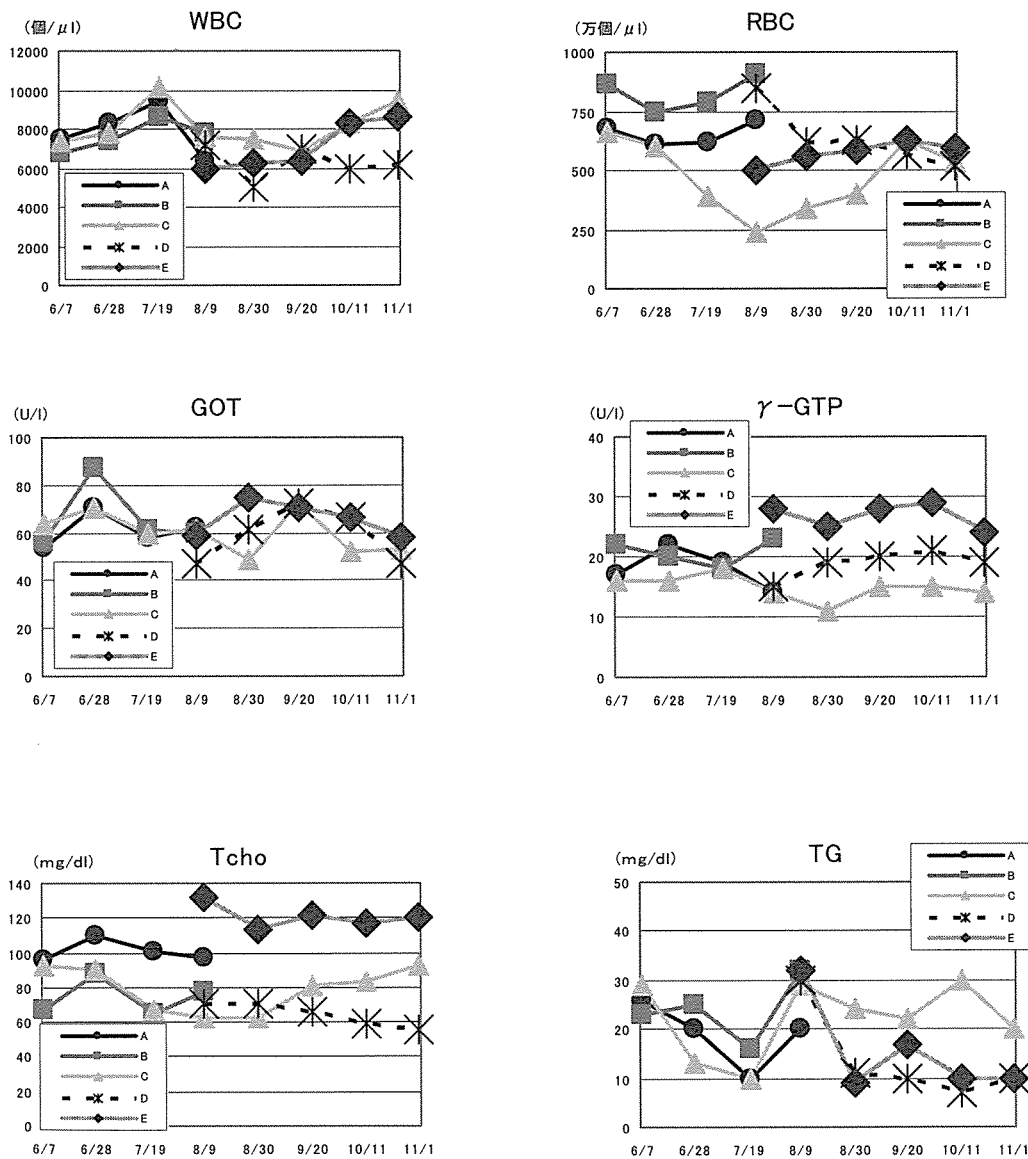 WBC
(個/μl)
12000
10000
8000
6000
4000
2000
0
A
B
C
D
E
6/7 6/28 7/19 8/9 8/30 9/20 10/11 11/1
RBC
(万個/μl)
1000
750
500
250
0
A
B
C
D
E
6/7 6/28 7/19 8/9 8/30 9/20 10/11 11/1
GOT
(U/l)
100
80
60
40
20
0
A
B
C
D
E
6/7 6/28 7/19 8/9 8/30 9/20 10/11 11/1
γ-GTP
(U/l)
40
30
20
10
0
A
B
C
D
E
6/7 6/28 7/19 8/9 8/30 9/20 10/11 11/1
Tcho
(mg/dl)
140
120
100
80
60
40
20
0
A
B
C
D
E
6/7 6/28 7/19 8/9 8/30 9/20 10/11 11/1
TG
(mg/dl)
50
40
30
20
10
0
A
B
C
D
E
6/7 6/28 7/19 8/9 8/30 9/20 10/11 11/1